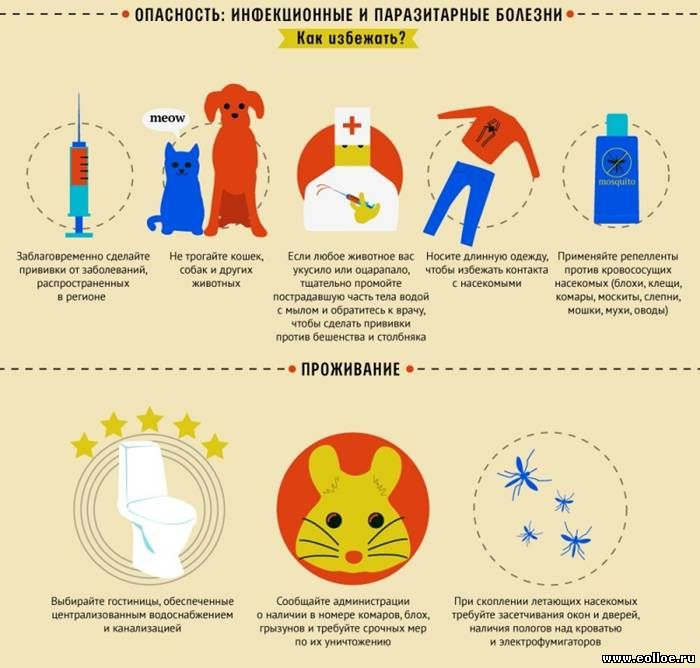 ОПАСНОСТЬ: ИНФЕКЦИОННЫЕ И ПАРАЗИТАРНЫЕ БОЛЕЗНИ
Как избежать?
meow
mosquito
Заблаговременно сделайте
прививки от заболеваний,
распространенных
в регионе
Не трогайте кошек,
собак и других
животных
Если любое животное вас
укусило или оцарапало,
тщательно промойте
пострадавшую часть тела водой
с мылом и обратитесь к врачу,
чтобы сделать прививки
против бешенства и столбняка
Носите длинную одежду,
чтобы избежать контакта
с насекомыми
Применяйте репелленты
против кровососущих
насекомых (блохи, клещи,
комары, москиты, слепни,
мошки, мухи, оводы)
ПРОЖИВАНИЕ
Выбирайте гостиницы, обеспеченные
централизованным водоснабжением
и канализацией
Сообщайте администрации
о наличии в номере комаров, блох,
грызунов и требуйте срочных мер
по их уничтожению
При скоплении летающих насекомых
требуйте засетчивания окон и дверей,
наличия пологов над кроватью
и электрофумигаторов
www.eolloe.ru